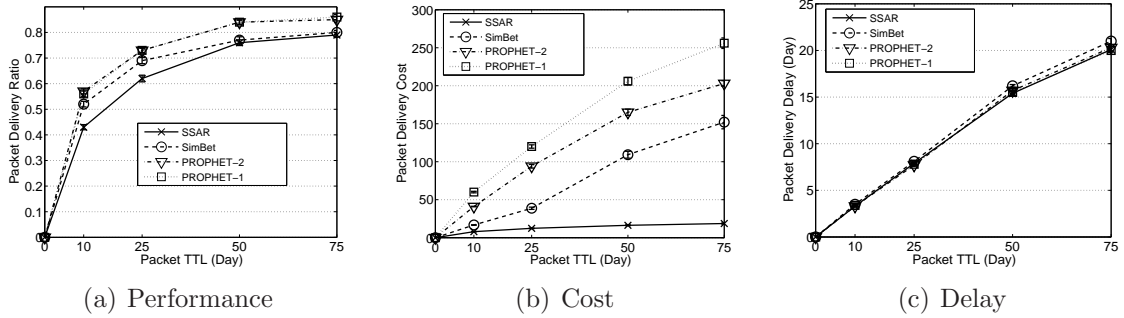 Packet Delivery Ratio
0.8
0.7
0.6
0.5
0.4
0.3
0.2
0.1
0
0 10 25 50 75
Packet TTL (Day)
SSAR
SimBet
PROPHET-2
PROPHET-1
(a) Performance
Packet Delivery Cost
300
250
200
150
100
50
0
0 10 25 50 75
Packet TTL (Day)
SSAR
SimBet
PROPHET-2
PROPHET-1
(b) Cost
Packet Delivery Delay (Day)
25
20
15
10
5
0
0 10 25 50 75
Packet TTL (Day)
SSAR
SimBet
PROPHET-2
PROPHET-1
(c) Delay